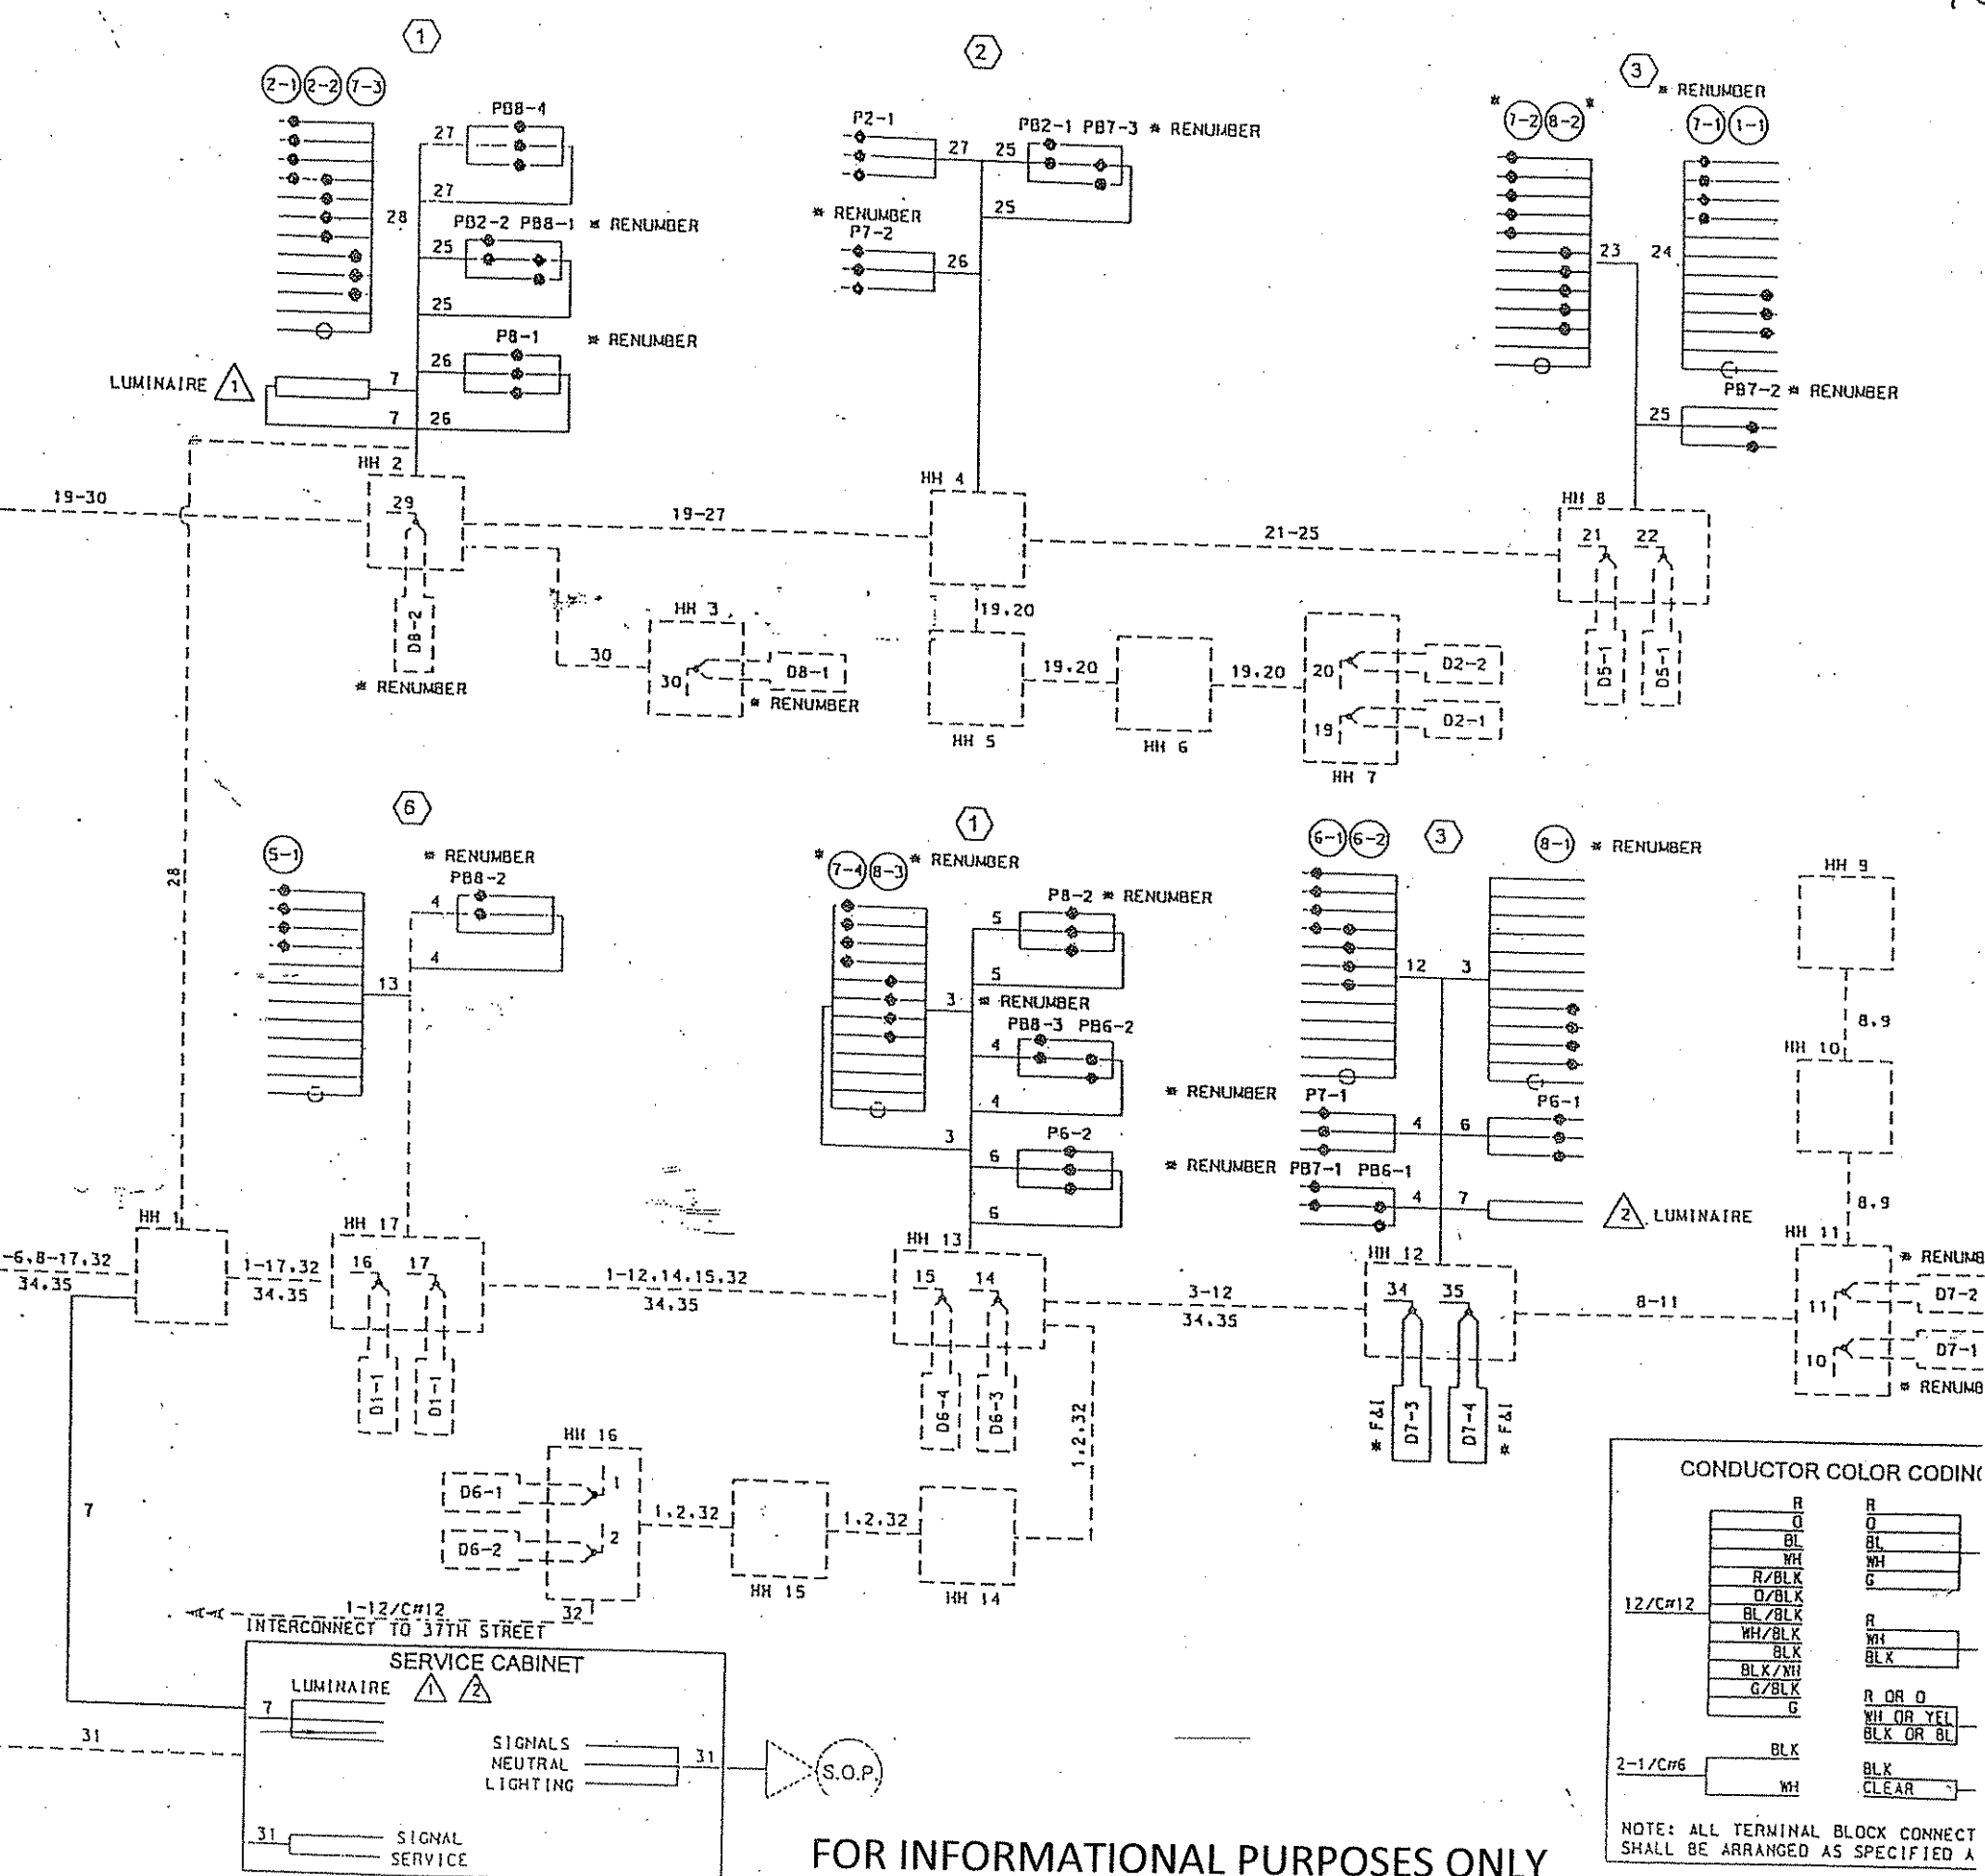 1
2
3
* RENUMBER
2-1 2-2 7-3
PB8-4
27
27
28
PB2-2 PB8-1 * RENUMBER
25
25
P8-1 * RENUMBER
26
LUMINAIRE 1
7
7 26
P2-1
27 25
PB2-1 PB7-3 * RENUMBER
25
* RENUMBER
P7-2
26
* 7-2 8-2 *
7-1 1-1
23 24
PB7-2 * RENUMBER
25
HH 2
HH 4
HH 8
19-30
29
19-27
21-25
21 22
D8-2
* RENUMBER
HH 3
30
30
D8-1
* RENUMBER
19.20
HH 5
19.20
HH 6
19.20
20
D2-2
19
D2-1
HH 7
D5-1
D5-1
28
6
5-1
* RENUMBER
PB8-2
4
4
13
1
* 7-4 8-3 * RENUMBER
P8-2 * RENUMBER
5
5
3
* RENUMBER
PB8-3 PB6-2
4
4
3
P6-2
6
6
6-1 6-2
3
8-1 * RENUMBER
12 3
* RENUMBER P7-1
P6-1
4 6
* RENUMBER PB7-1 PB6-1
4 7
2 LUMINAIRE
HH 9
8.9
HH 10
8.9
HH 11
* RENUMB
11
D7-2
10
D7-1
* RENUMB
HH 1
-6.8-17.32
34.35
1-17.32
34.35
HH 17
16 17
D1-1
D1-1
1-12.14.15.32
34.35
HH 13
15 14
D6-4
D6-3
3-12
34.35
HH 12
34 35
* F&I
D7-3
D7-4
* F&I
8-11
1.2.32
HH 16
D6-1
1
D6-2
2
1.2.32
HH 15
1.2.32
HH 14
32
7
1-12/C#12
INTERCONNECT TO 37TH STREET
SERVICE CABINET
LUMINAIRE 1 2
7
SIGNALS
NEUTRAL
LIGHTING
31
S.O.P.
31
31
SIGNAL
SERVICE
CONDUCTOR COLOR CODIN
12/C#12
R
O
BL
WH
R/BLK
O/BLK
BL/BLK
WH/BLK
BLK
BLK/WH
G/BLK
G
R
O
BL
WH
G
R
WH
BLK
R OR O
WH OR YEL
BLK OR BL
2-1/C#6
BLK
WH
BLK
CLEAR
NOTE: ALL TERMINAL BLOCK CONNECT
SHALL BE ARRANGED AS SPECIFIED A
FOR INFORMATIONAL PURPOSES ONLY